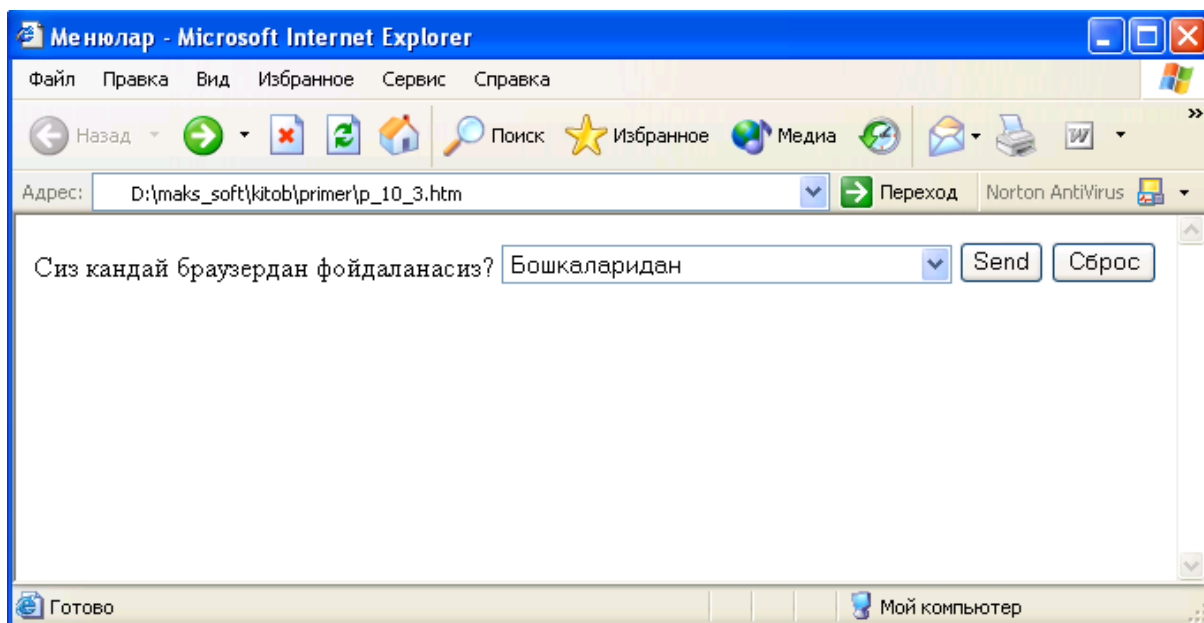 Менюлар - Microsoft Internet Explorer
Файл Правка Вид Избранное Сервис Справка
Назад Поиск Избранное Медиа W »
Адрес: D:\maks_soft\kitob\primer\p_10_3.htm Переход Norton AntiVirus
Сиз кандай браузердан фойдаланасиз? Бошкаларидан Send Сброс
Готово Мой компьютер